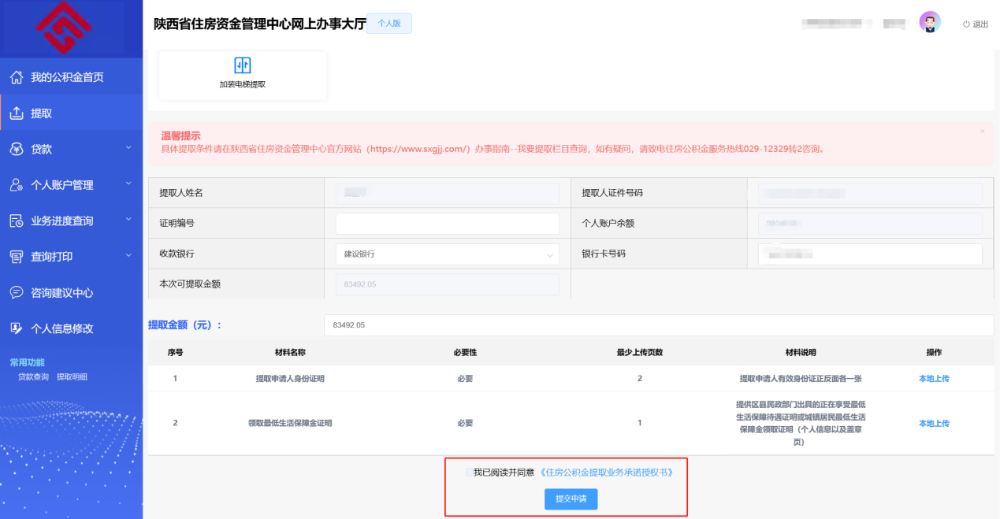 陕西省住房资金管理中心网上办事大厅 个人版
退出
我的公积金首页
提取
贷款
个人账户管理
业务进度查询
查询打印
咨询建议中心
个人信息修改
常用功能
贷款查询 提取明细
加装电梯提取
温馨提示
具体提取条件请在陕西省住房资金管理中心官方网站（https://www.sxgjj.com/）办事指南--我要提取栏目查询，如有疑问，请致电住房公积金服务热线029-12329转2咨询。
提取人姓名 提取人证件号码
证明编号 个人账户余额
收款银行 建设银行 银行卡号码
本次可提取金额 83492.05
提取金额（元）： 83492.05
序号 材料名称 必要性 最少上传页数 材料说明 操作
1 提取申请人身份证明 必要 2 提取申请人有效身份证正反面各一张 本地上传
2 领取最低生活保障金证明 必要 1 提供区县民政部门出具的正在享受最低
生活保障待遇证明或城镇居民最低生活
保障金领取证明（个人信息以及盖章
页） 本地上传
我已阅读并同意 《住房公积金提取业务承诺授权书》
提交申请